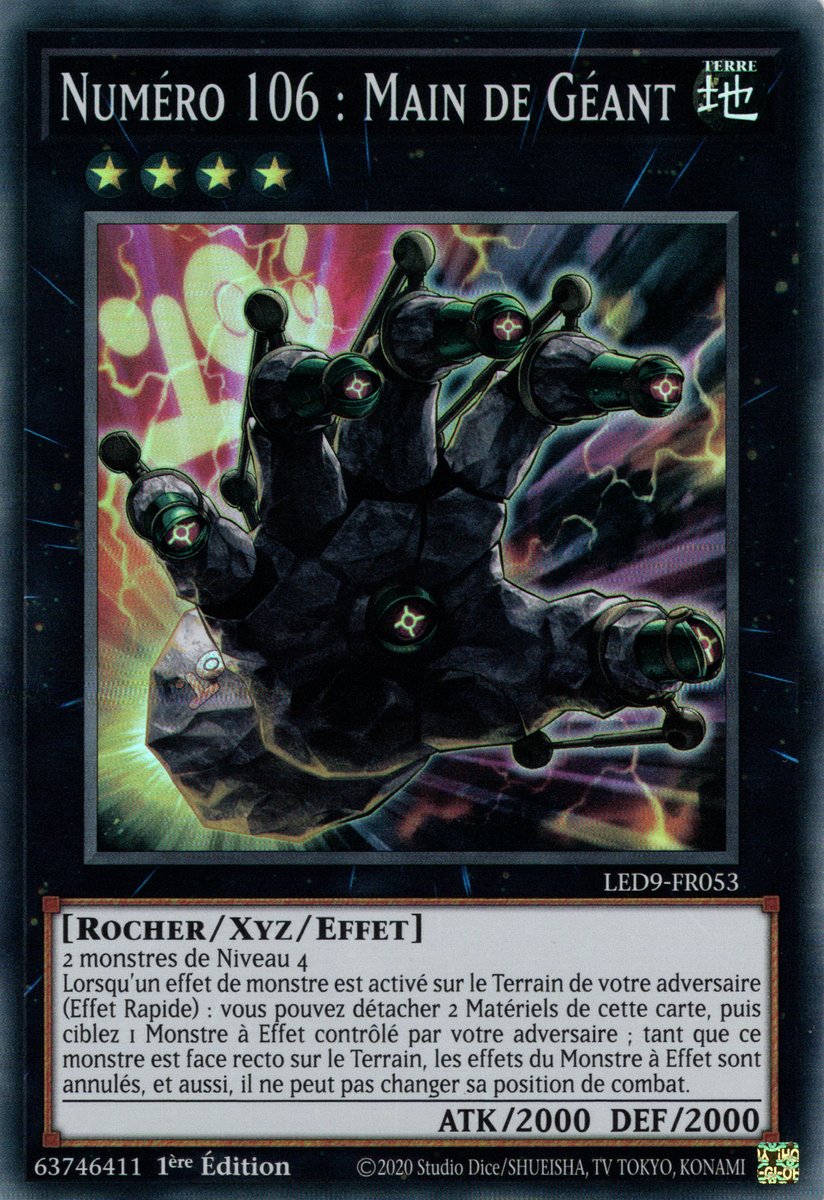 Numéro 106 : Main de Géant
TERRE
地
106
LED9-FR053
[Rocher/Xyz/Effet]
2 monstres de Niveau 4
Lorsqu'un effet de monstre est activé sur le Terrain de votre adversaire
(Effet Rapide) : vous pouvez détacher 2 Matériels de cette carte, puis
ciblez 1 Monstre à Effet contrôlé par votre adversaire ; tant que ce
monstre est face recto sur le Terrain, les effets du Monstre à Effet sont
annulés, et aussi, il ne peut pas changer sa position de combat.
ATK/2000 DEF/2000
63746411 1ère Édition
©2020 Studio Dice/SHUEISHA, TV TOKYO, KONAMI